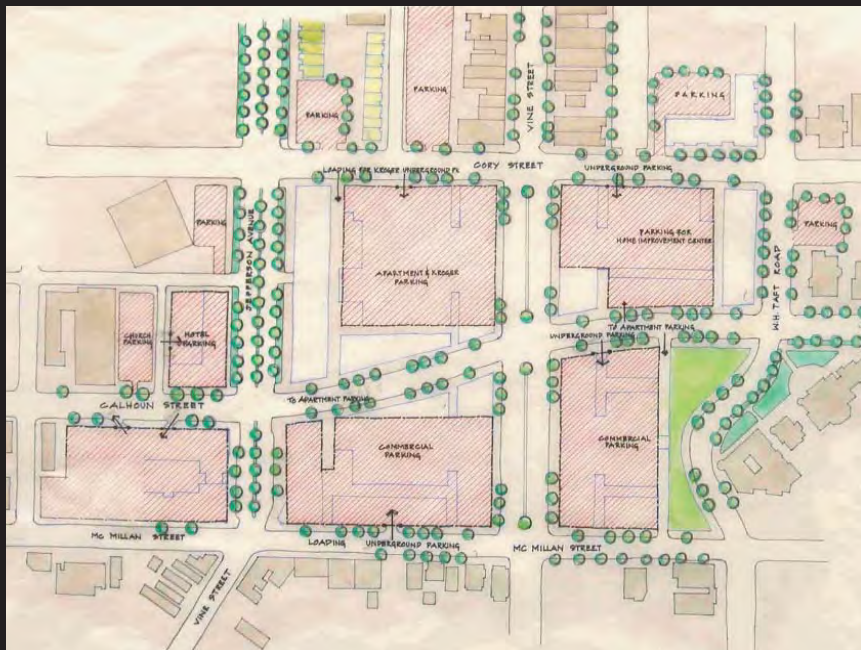 VINE STREET
PARKING
PARKING
PARKING
CORY STREET
LOADING FOR KROGER UNDERGROUND PK
UNDERGROUND PARKING
PARKING
JEFFERSON AVENUE
APARTMENT & KROGER
PARKING
PARKING FOR
HOME IMPROVEMENT CENTER
PARKING
W.H. TAFT ROAD
CHURCH
PARKING
HOTEL
PARKING
UNDERGROUND PARKING
TO APARTMENT PARKING
CALHOUN STREET
TO APARTMENT PARKING
COMMERCIAL
PARKING
COMMERCIAL
PARKING
MC MILLAN STREET
LOADING
UNDERGROUND PARKING
MC MILLAN STREET
VINE STREET